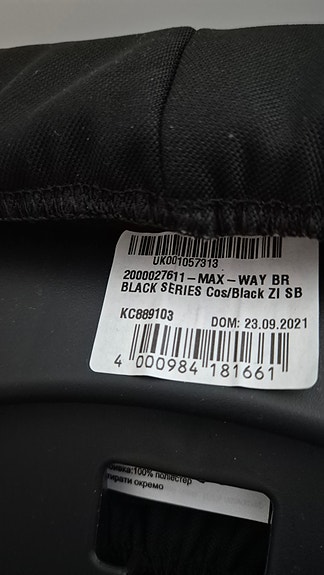 UK001057313
2000027611-MAX-WAY BR
BLACK SERIES Cos/Black ZI SB
KC889103 DOM: 23.09.2021
4 000984 181661
100% поліестер
тирати окремо